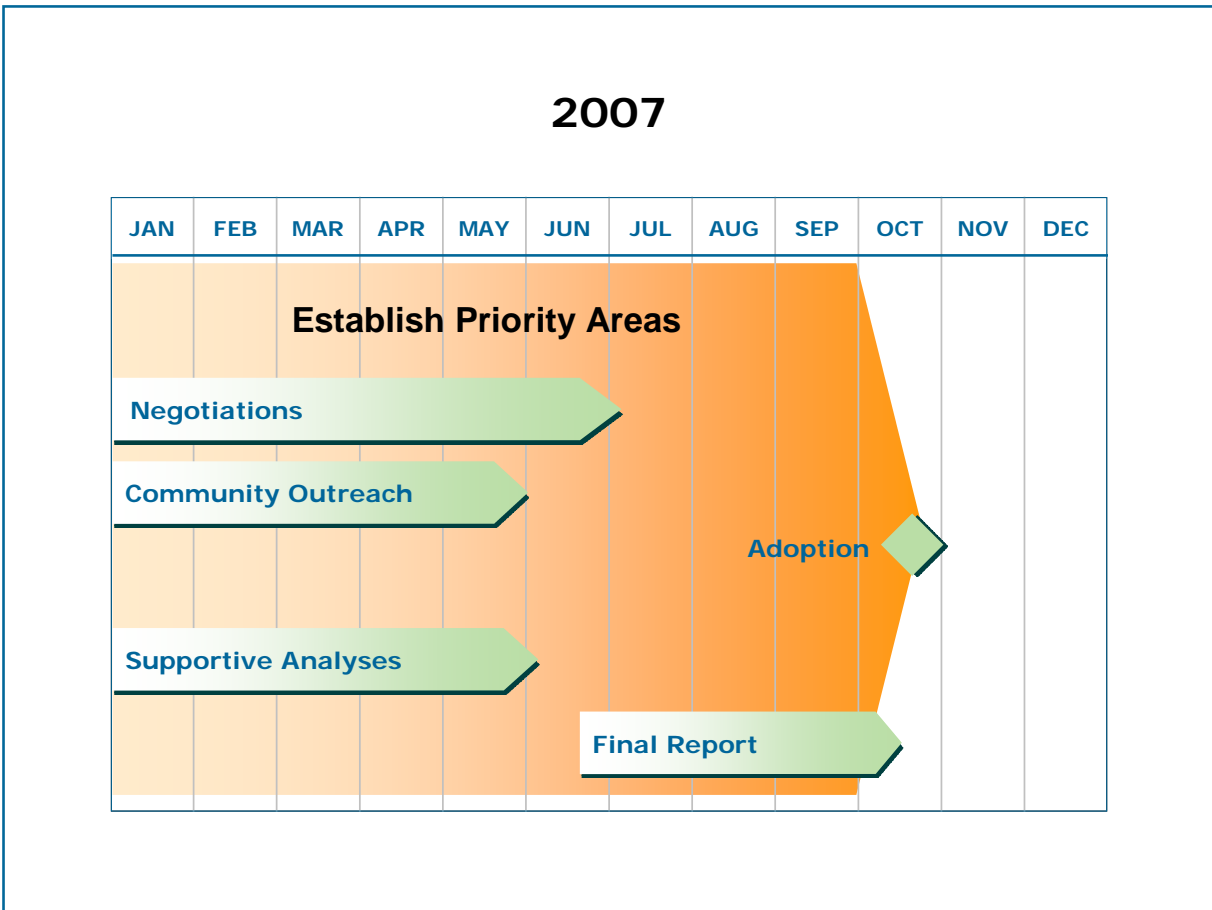 2007
JAN FEB MAR APR MAY JUN JUL AUG SEP OCT NOV DEC
Establish Priority Areas
Negotiations
Community Outreach
Adoption
Supportive Analyses
Final Report